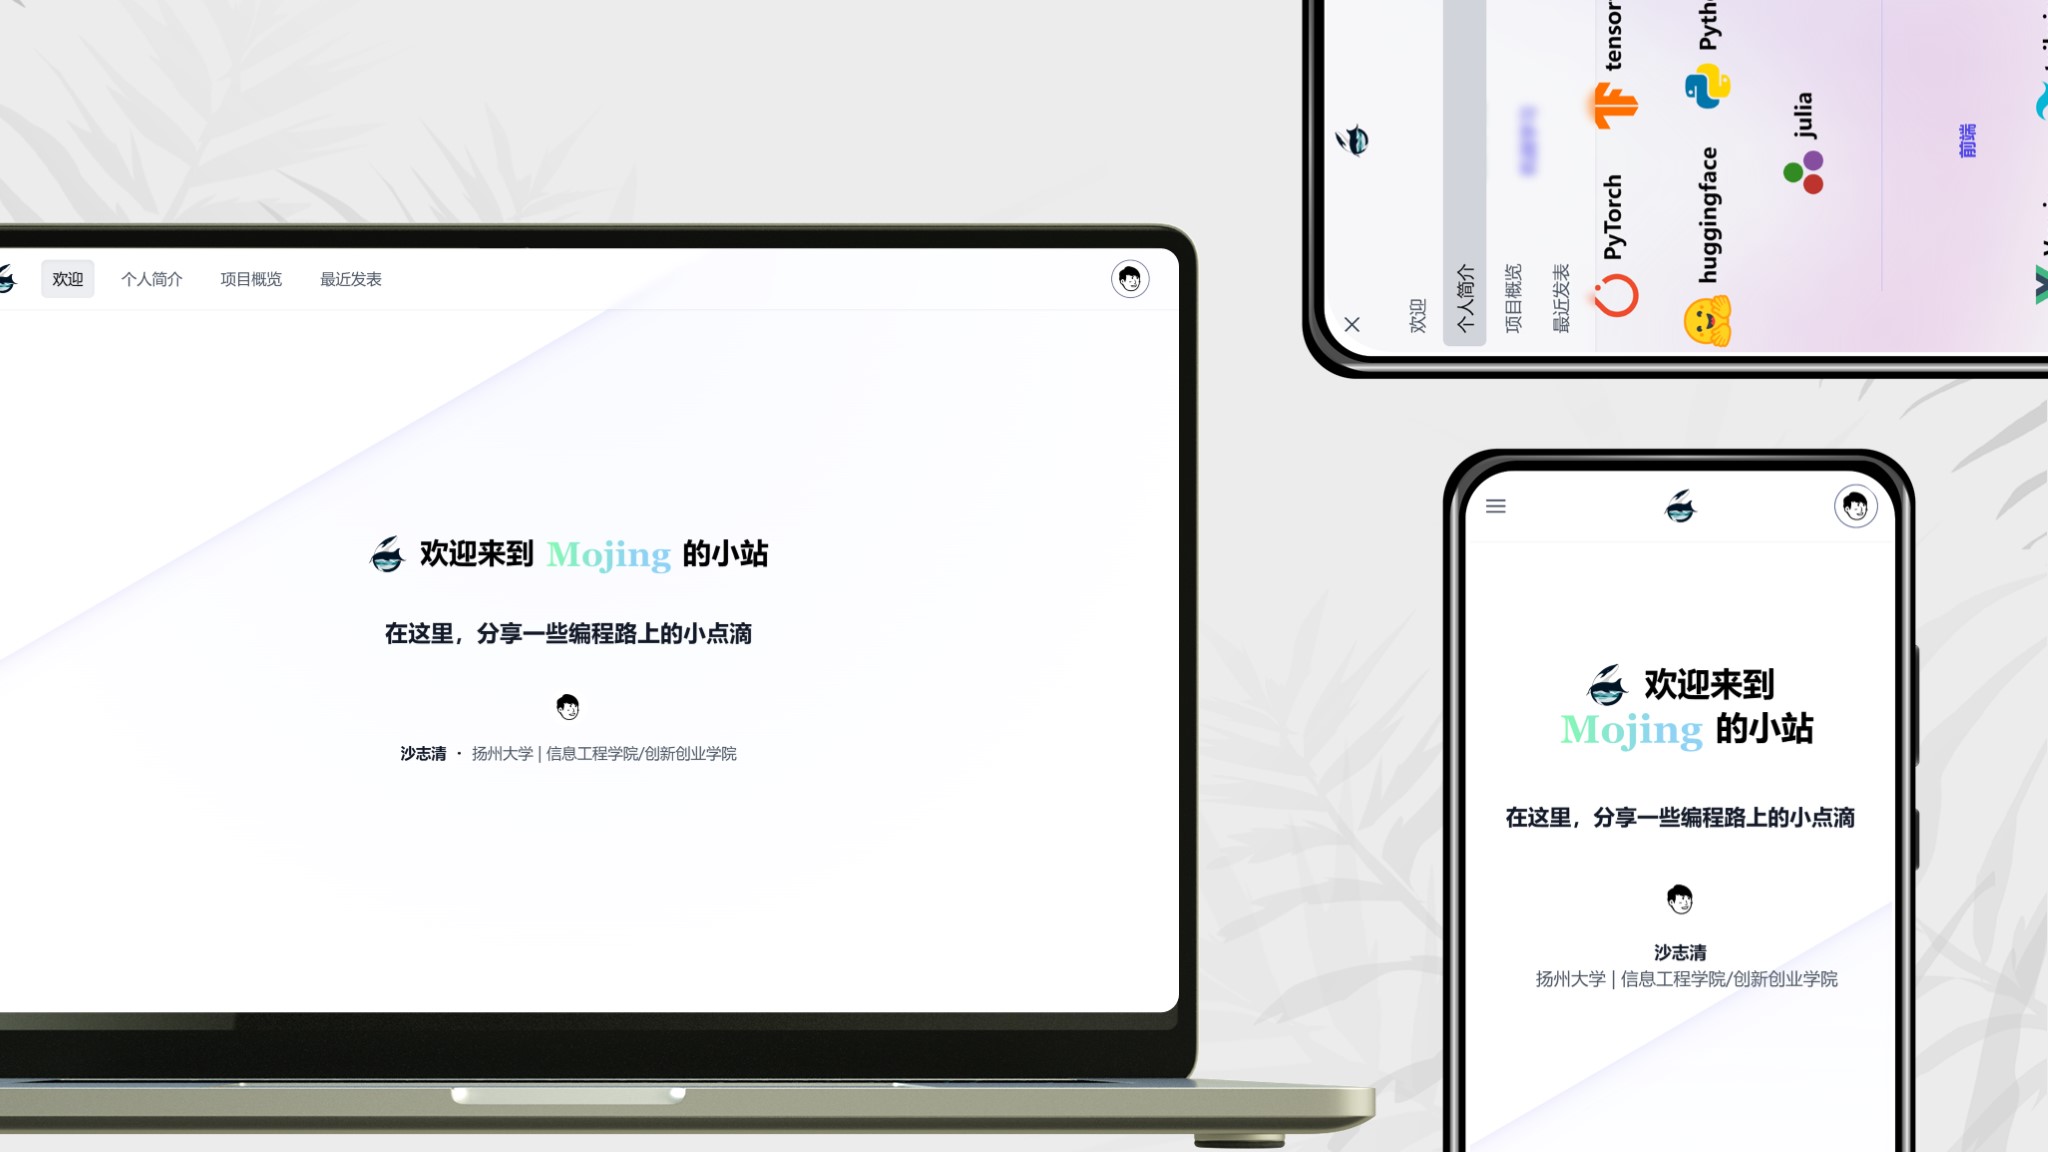 欢迎
个人简介
项目概览
最近发表
欢迎来到 Mojing 的小站
在这里，分享一些编程路上的小点滴
沙志清 · 扬州大学 | 信息工程学院/创新创业学院
欢迎
个人简介
项目概览
最近发表
PyTorch
huggingface
julia
前端
欢迎来到
Mojing 的小站
在这里，分享一些编程路上的小点滴
沙志清
扬州大学 | 信息工程学院/创新创业学院